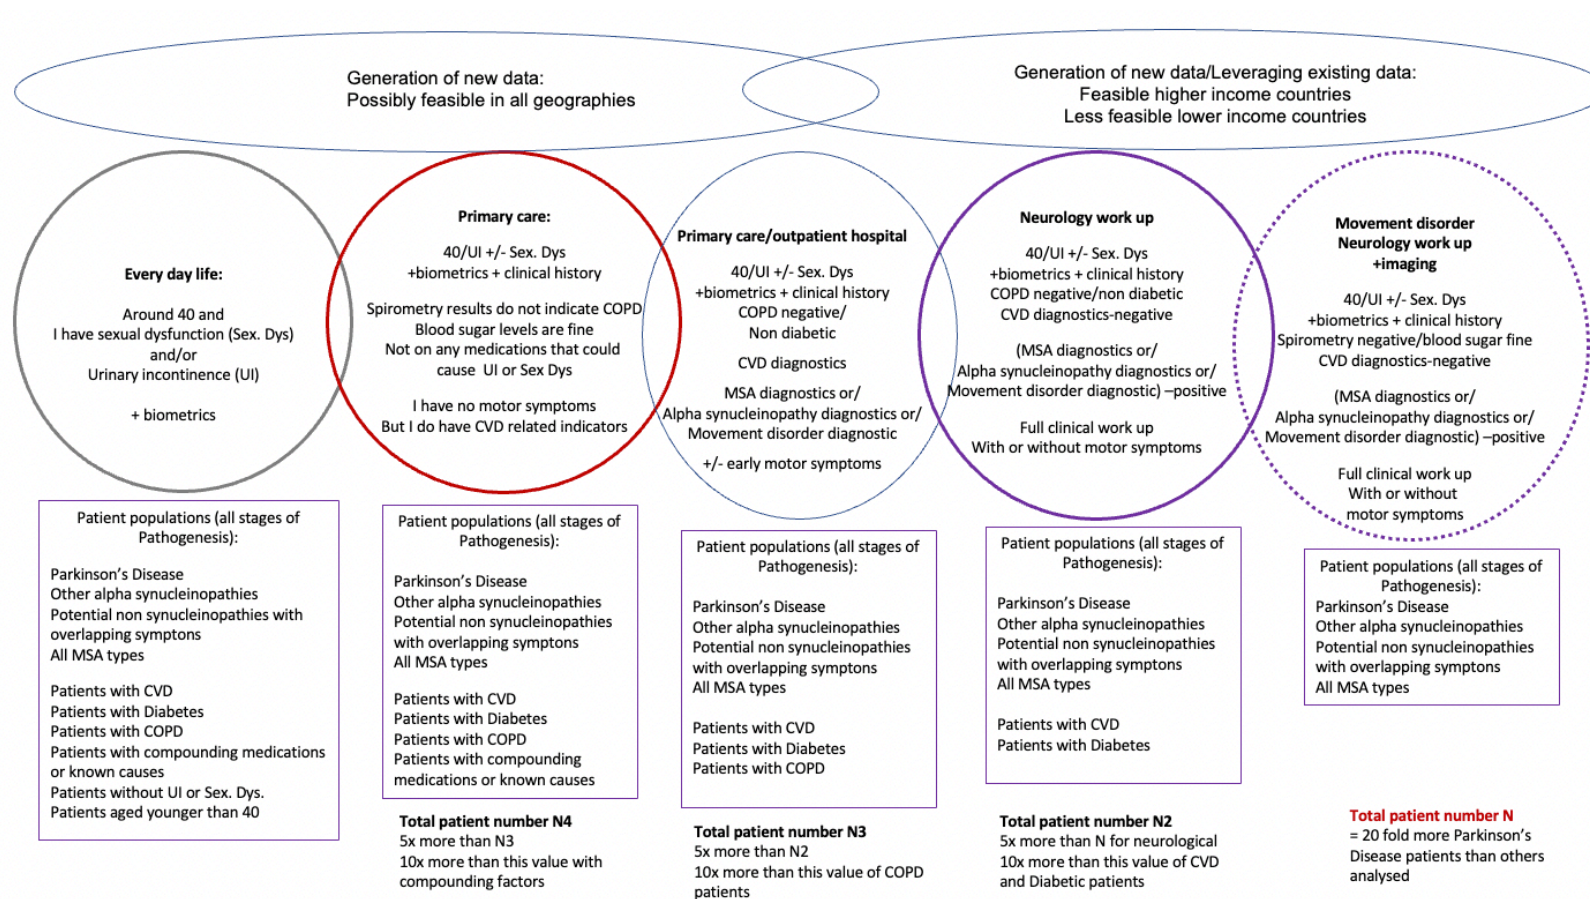 Generation of new data:
Possibly feasible in all geographies
Generation of new data/Leveraging existing data:
Feasible higher income countries
Less feasible lower income countries
Every day life:
Around 40 and
I have sexual dysfunction (Sex. Dys)
and/or
Urinary incontinence (UI)
+ biometrics
Primary care:
40/UI +/- Sex. Dys
+biometrics + clinical history
Spirometry results do not indicate COPD
Blood sugar levels are fine
Not on any medications that could
cause UI or Sex Dys
I have no motor symptoms
But I do have CVD related indicators
Primary care/outpatient hospital
40/UI +/- Sex. Dys
+biometrics + clinical history
COPD negative/
Non diabetic
CVD diagnostics
MSA diagnostics or/
Alpha synucleinopathy diagnostics or/
Movement disorder diagnostic
+/- early motor symptoms
Neurology work up
40/UI +/- Sex. Dys
+biometrics + clinical history
COPD negative/non diabetic
CVD diagnostics-negative
(MSA diagnostics or/
Alpha synucleinopathy diagnostics or/
Movement disorder diagnostic) –positive
Full clinical work up
With or without motor symptoms
Movement disorder
Neurology work up
+imaging
40/UI +/- Sex. Dys
+biometrics + clinical history
Spirometry negative/blood sugar fine
CVD diagnostics-negative
(MSA diagnostics or/
Alpha synucleinopathy diagnostics or/
Movement disorder diagnostic) –positive
Full clinical work up
With or without
motor symptoms
Patient populations (all stages of
Pathogenesis):
Parkinson's Disease
Other alpha synucleinopathies
Potential non synucleinopathies with
overlapping symptons
All MSA types
Patients with CVD
Patients with Diabetes
Patients with COPD
Patients with compounding medications
or known causes
Patients without UI or Sex. Dys.
Patients aged younger than 40
Patient populations (all stages of
Pathogenesis):
Parkinson's Disease
Other alpha synucleinopathies
Potential non synucleinopathies
with overlapping symptons
All MSA types
Patients with CVD
Patients with Diabetes
Patients with COPD
Patients with compounding
medications or known causes
Total patient number N4
5x more than N3
10x more than this value with
compounding factors
Patient populations (all stages of
Pathogenesis):
Parkinson's Disease
Other alpha synucleinopathies
Potential non synucleinopathies
with overlapping symptons
All MSA types
Patients with CVD
Patients with Diabetes
Patients with COPD
Total patient number N3
5x more than N2
10x more than this value of COPD
patients
Patient populations (all stages of
Pathogenesis):
Parkinson's Disease
Other alpha synucleinopathies
Potential non synucleinopathies
with overlapping symptons
All MSA types
Patients with CVD
Patients with Diabetes
Total patient number N2
5x more than N for neurological
10x more than this value of CVD
and Diabetic patients
Patient populations (all stages of
Pathogenesis):
Parkinson's Disease
Other alpha synucleinopathies
Potential non synucleinopathies
with overlapping symptons
All MSA types
Total patient number N
= 20 fold more Parkinson's
Disease patients than others
analysed